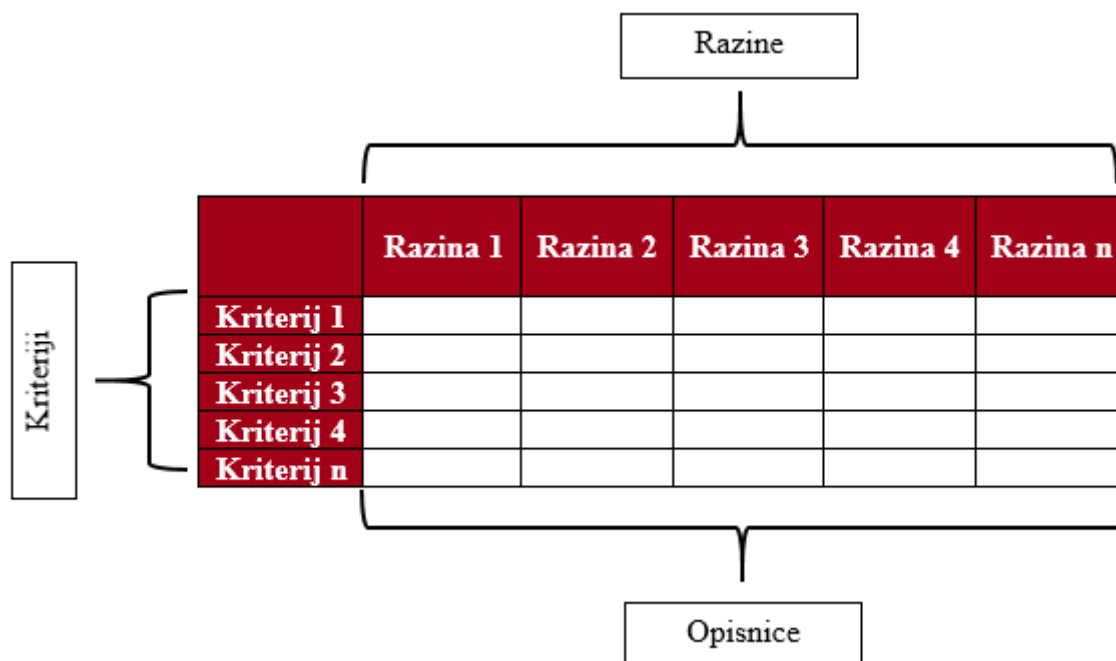 Razine
Razina 1 Razina 2 Razina 3 Razina 4 Razina n
Kriteriji
Kriterij 1
Kriterij 2
Kriterij 3
Kriterij 4
Kriterij n
Opisnice